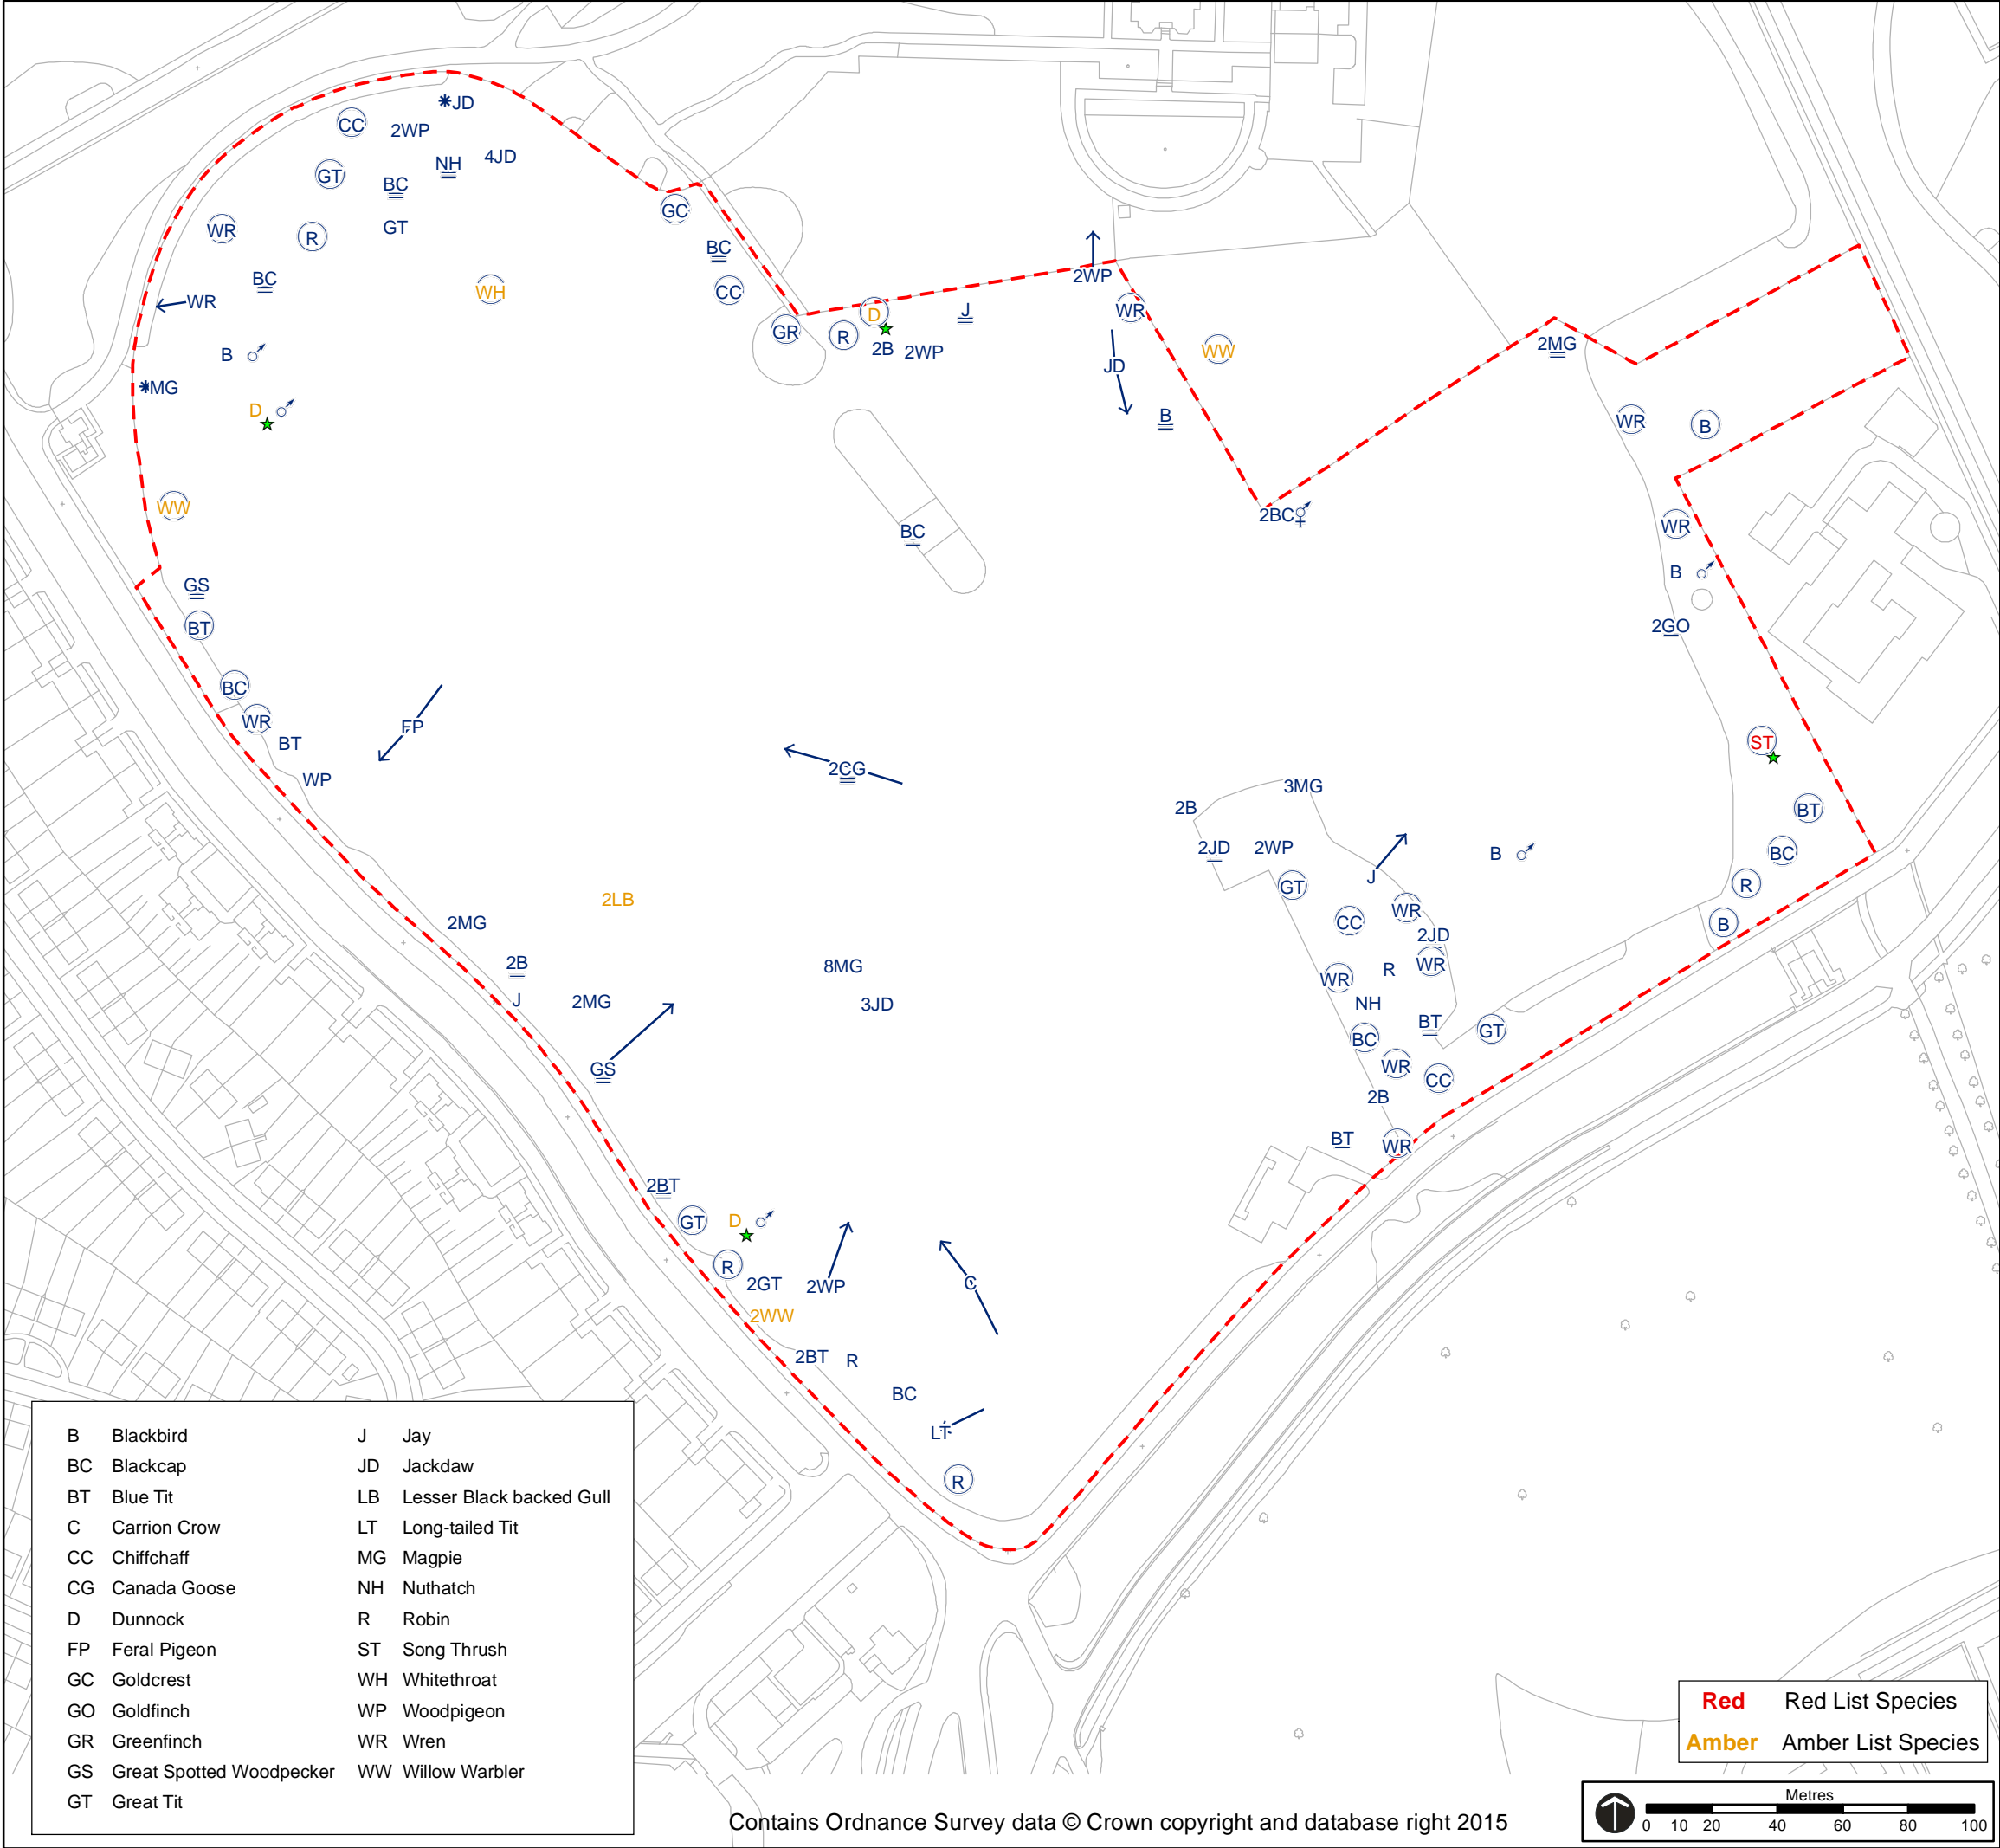 JD
CC
2WP
4JD
NH
GT
BC
GC
WR
R
GT
BC
BC
2WP
WH
CC
WR
WR
D
J
GR
R
2MG
2B
2WP
WW
B
JD
MG
D
B
WR
B
WW
2BC
WR
BC
B
GS
BT
2GO
BC
WR
FP
BT
ST
2CG
WP
3MG
2B
BT
2JD
2WP
B
BC
J
GT
R
2LB
WR
CC
B
2MG
2JD
2B
8MG
WR
R
WR
J
2MG
3JD
NH
BT
GT
BC
GS
WR
CC
2B
BT
WR
2BT
GT
D
R
2GT
2WP
C
2WW
2BT
R
BC
LT
R
B Blackbird
BC Blackcap
BT Blue Tit
C Carrion Crow
CC Chiffchaff
CG Canada Goose
D Dunnock
FP Feral Pigeon
GC Goldcrest
GO Goldfinch
GR Greenfinch
GS Great Spotted Woodpecker
GT Great Tit
J Jay
JD Jackdaw
LB Lesser Black backed Gull
LT Long-tailed Tit
MG Magpie
NH Nuthatch
R Robin
ST Song Thrush
WH Whitethroat
WP Woodpigeon
WR Wren
WW Willow Warbler
Red Red List Species
Amber Amber List Species
Metres
0 10 20 40 60 80 100
Contains Ordnance Survey data © Crown copyright and database right 2015